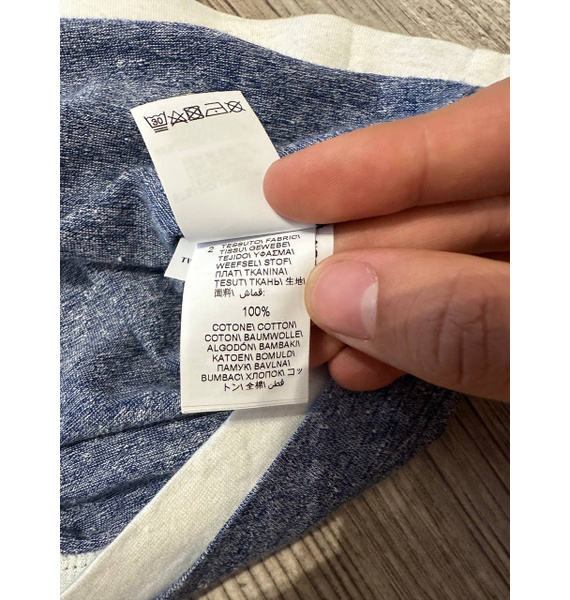 30
2 TESSUTO\ FABRIC\
TISSU\ GEWEBE\
TEJIDO\ ΥΦΑΣΜΑ\
WEEFSEL\ STOF\
ПЛАТ\ TKANINA\
TESUT\ ТКАНЬ\ 生地\
面料\ قماش:
100%
COTONE\ COTTON\
COTON\ BAUMWOLLE\
ALGODÓN\ BAMBAKI\
KATOEN\ BOMULD\
ПАМУК\ BAVLNA\
BUMBAC\ ХЛОПОК\ コッ
トン\ 全棉\ قطن